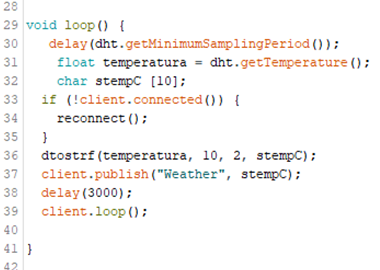 28
29 void loop() {
30 delay(dht.getMinimumSamplingPeriod());
31 float temperatura = dht.getTemperature();
32 char stempC [10];
33 if (!client.connected()) {
34 reconnect();
35 }
36 dtostrf(temperatura, 10, 2, stempC);
37 client.publish("Weather", stempC);
38 delay(3000);
39 client.loop();
40
41 }
42